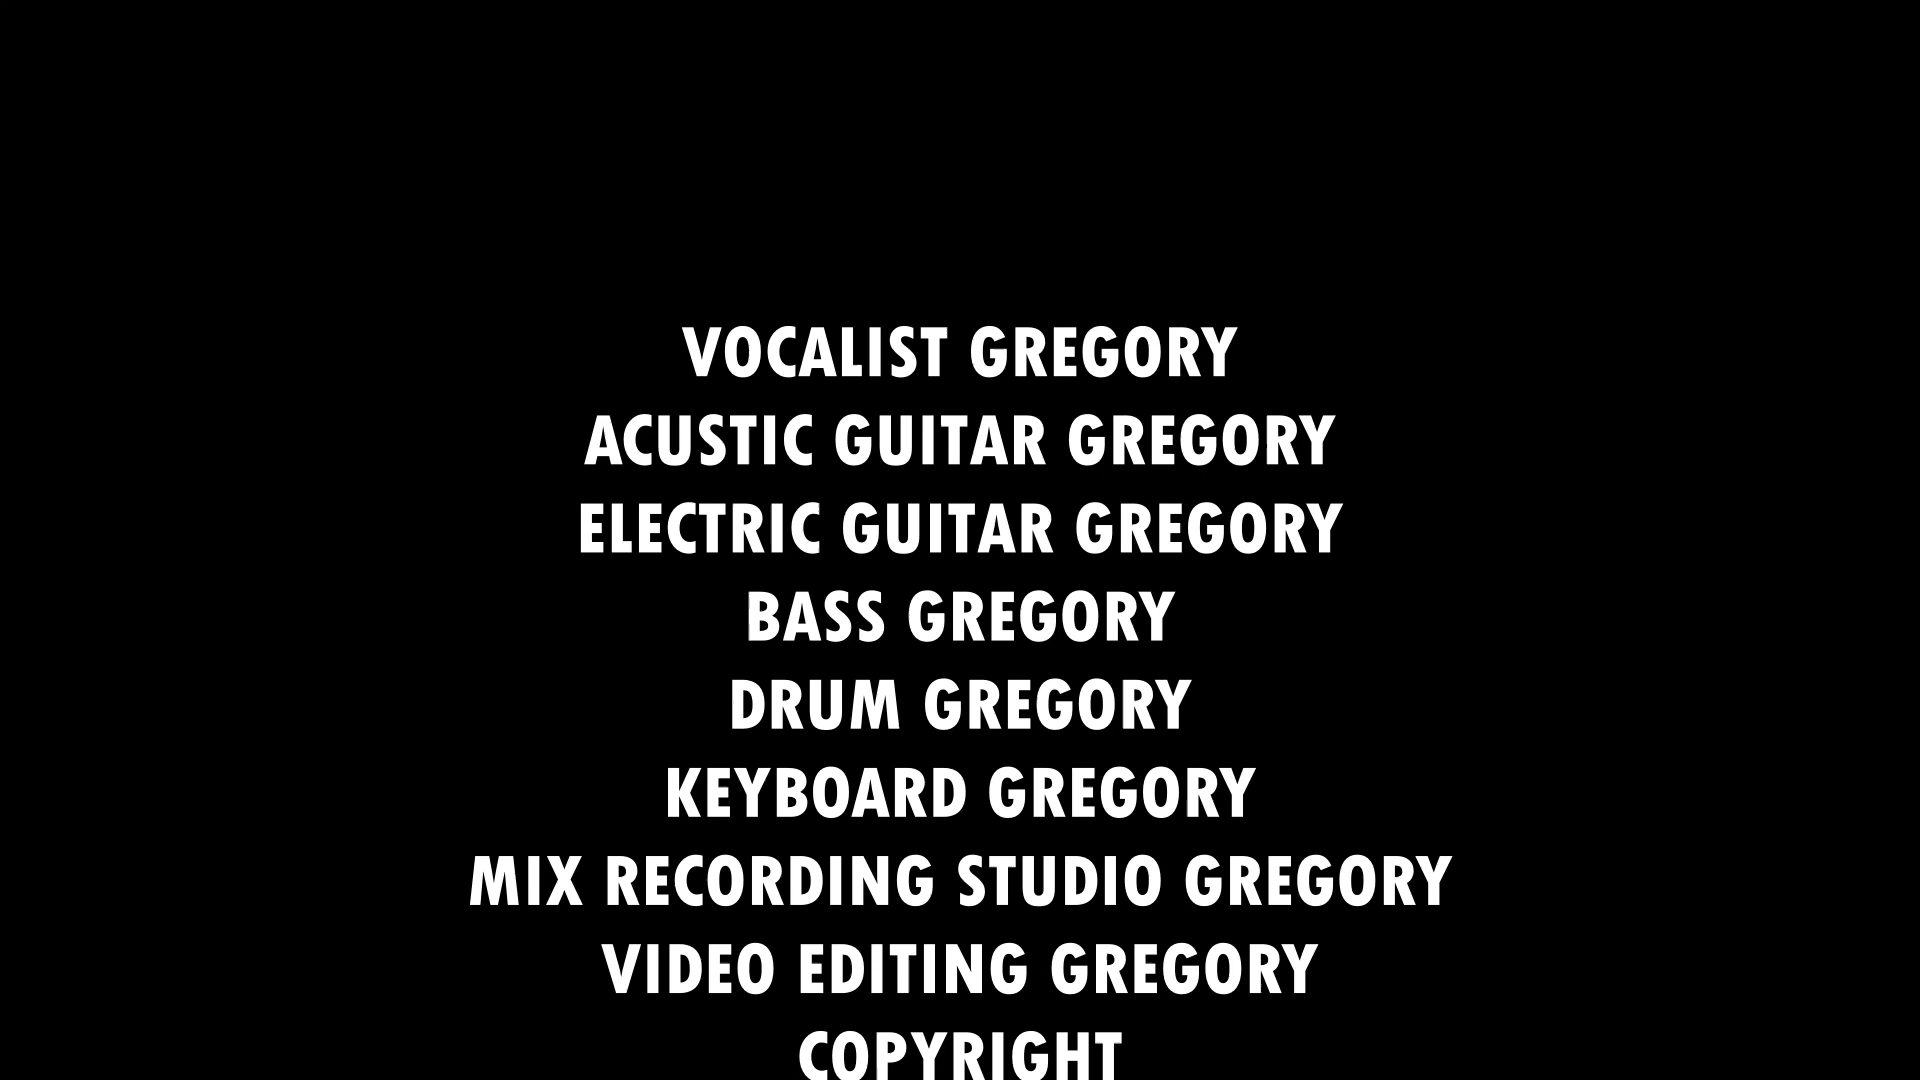 VOCALIST GREGORY
ACUSTIC GUITAR GREGORY
ELECTRIC GUITAR GREGORY
BASS GREGORY
DRUM GREGORY
KEYBOARD GREGORY
MIX RECORDING STUDIO GREGORY
VIDEO EDITING GREGORY
COPYRIGHT